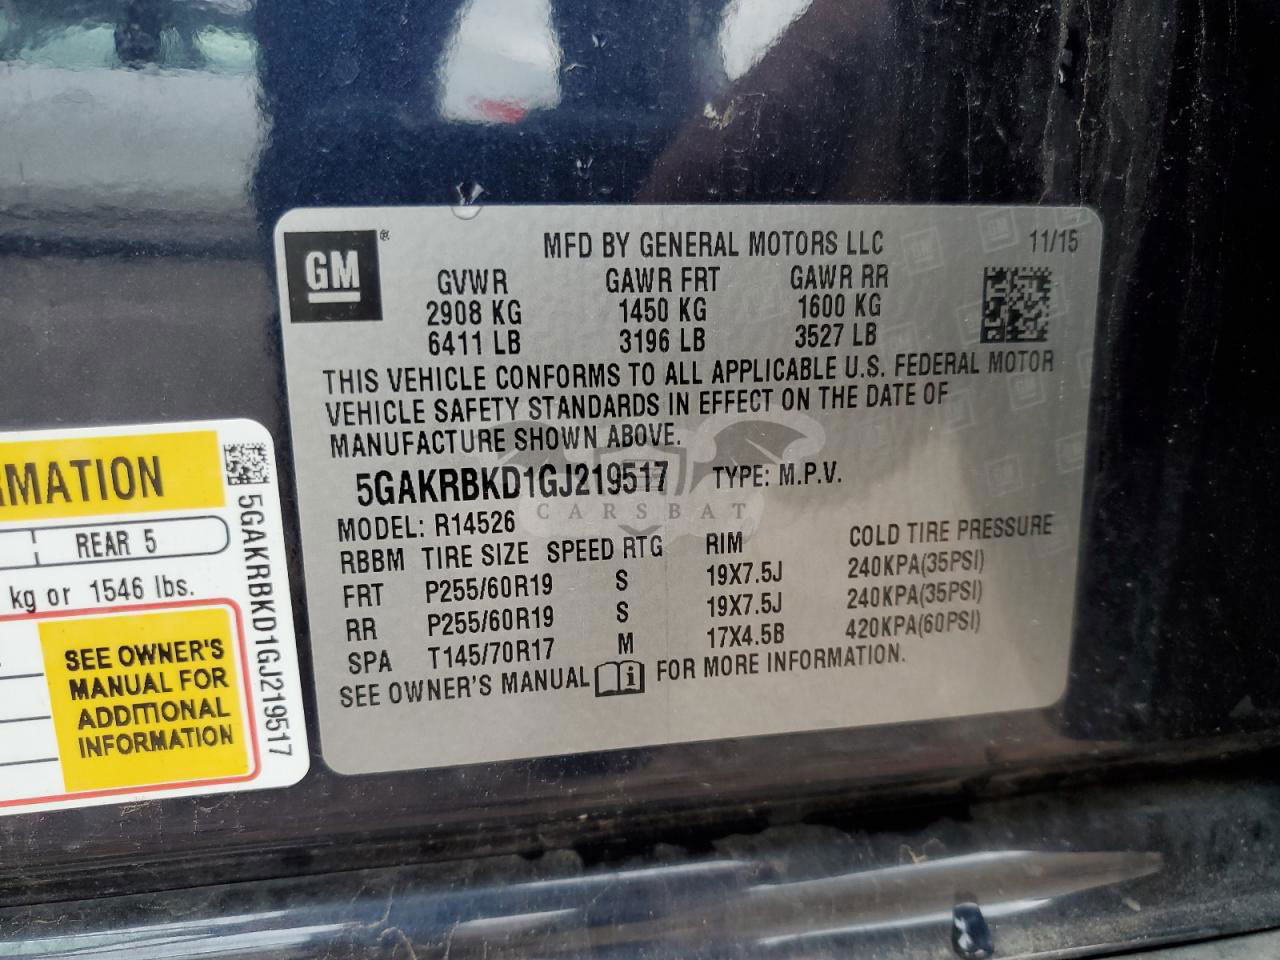 GM ®
MFD BY GENERAL MOTORS LLC 11/15
GVWR GAWR FRT GAWR RR
2908 KG 1450 KG 1600 KG
6411 LB 3196 LB 3527 LB
THIS VEHICLE CONFORMS TO ALL APPLICABLE U.S. FEDERAL MOTOR
VEHICLE SAFETY STANDARDS IN EFFECT ON THE DATE OF
MANUFACTURE SHOWN ABOVE.
5GAKRBKD1GJ219517 TYPE: M.P.V.
CARSBAT
MODEL: R14526
RBBM TIRE SIZE SPEED RTG RIM COLD TIRE PRESSURE
FRT P255/60R19 S 19X7.5J 240KPA(35PSI)
RR P255/60R19 S 19X7.5J 240KPA(35PSI)
SPA T145/70R17 M 17X4.5B 420KPA(60PSI)
SEE OWNER'S MANUAL i FOR MORE INFORMATION.
RMATION
REAR 5
kg or 1546 lbs.
SEE OWNER'S
MANUAL FOR
ADDITIONAL
INFORMATION
5GAKRBKD1GJ219517